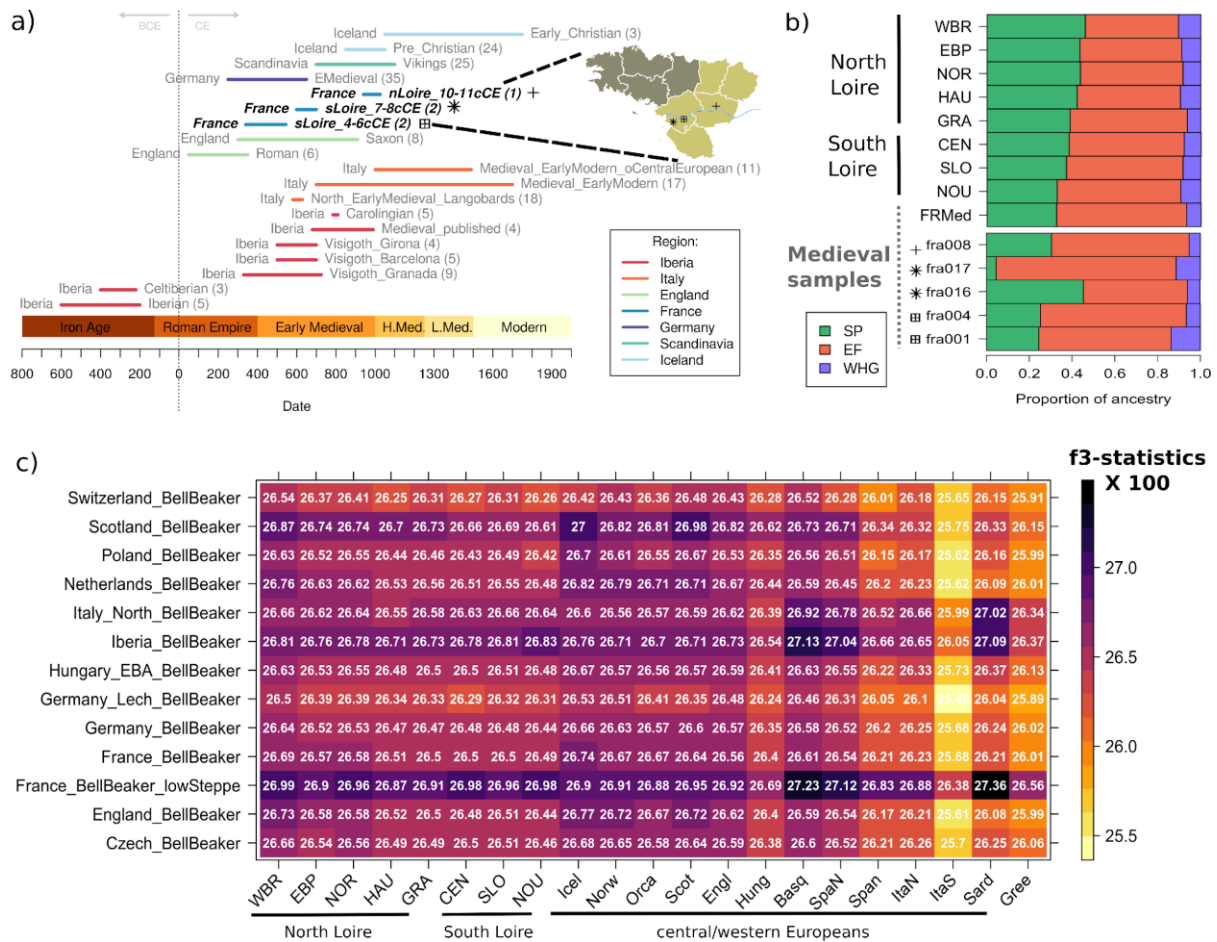 a)
BCE CE
Iceland Early_Christian (3)
Iceland Pre_Christian (24)
Scandinavia Vikings (25)
Germany EMedieval (35)
France nLoire_10-11cCE (1)
France sLoire_7-8cCE (2)
France sLoire_4-6cCE (2)
England Saxon (8)
England Roman (6)
Italy Medieval_EarlyModern_oCentralEuropean (11)
Italy Medieval_EarlyModern (17)
Italy North_EarlyMedieval_Langobards (18)
Iberia Carolingian (5)
Iberia Medieval_published (4)
Iberia Visigoth_Girona (4)
Iberia Visigoth_Barcelona (5)
Iberia Visigoth_Granada (9)
Iberia Celtiberian (3)
Iberia Iberian (5)
Iron Age Roman Empire Early Medieval H.Med. L.Med. Modern
800 600 400 200 0 200 400 600 800 1000 1300 1600 1900
Date
Region:
Iberia
Italy
England
France
Germany
Scandinavia
Iceland
b)
North
Loire
South
Loire
Medieval
samples
WBR
EBP
NOR
HAU
GRA
CEN
SLO
NOU
FRMed
fra008
fra017
fra016
fra004
fra001
SP
EF
WHG
0.0 0.2 0.4 0.6 0.8 1.0
Proportion of ancestry
c)
f3-statistics
X 100
Switzerland_BellBeaker 26.54 26.37 26.41 26.25 26.31 26.27 26.31 26.26 26.42 26.43 26.36 26.48 26.43 26.28 26.52 26.28 26.01 26.18 25.65 26.15 25.91
Scotland_BellBeaker 26.87 26.74 26.74 26.7 26.73 26.66 26.69 26.61 27 26.82 26.81 26.98 26.82 26.62 26.73 26.71 26.34 26.32 25.75 26.33 26.15
Poland_BellBeaker 26.63 26.52 26.55 26.44 26.46 26.43 26.49 26.42 26.7 26.61 26.55 26.67 26.53 26.35 26.56 26.51 26.15 26.17 25.62 26.16 25.99
Netherlands_BellBeaker 26.76 26.63 26.62 26.53 26.56 26.51 26.55 26.48 26.82 26.79 26.71 26.71 26.67 26.44 26.59 26.45 26.2 26.23 25.62 26.09 26.01
Italy_North_BellBeaker 26.66 26.62 26.64 26.55 26.58 26.63 26.66 26.64 26.6 26.56 26.57 26.59 26.62 26.39 26.92 26.78 26.52 26.66 25.99 27.02 26.34
Iberia_BellBeaker 26.81 26.76 26.78 26.71 26.73 26.78 26.81 26.83 26.76 26.71 26.7 26.71 26.73 26.54 27.13 27.04 26.66 26.65 26.05 27.09 26.37
Hungary_EBA_BellBeaker 26.63 26.53 26.55 26.48 26.5 26.5 26.51 26.48 26.67 26.57 26.56 26.57 26.59 26.41 26.63 26.55 26.22 26.33 25.73 26.37 26.13
Germany_Lech_BellBeaker 26.5 26.39 26.39 26.34 26.33 26.29 26.32 26.31 26.53 26.51 26.41 26.35 26.48 26.24 26.46 26.31 26.05 26.1 26.04 25.89
Germany_BellBeaker 26.64 26.52 26.53 26.47 26.47 26.48 26.48 26.44 26.66 26.63 26.57 26.6 26.57 26.35 26.58 26.52 26.2 26.25 25.68 26.24 26.02
France_BellBeaker 26.69 26.57 26.58 26.51 26.5 26.5 26.54 26.49 26.74 26.67 26.67 26.64 26.56 26.4 26.61 26.54 26.21 26.23 25.68 26.21 26.01
France_BellBeaker_lowSteppe 26.99 26.9 26.96 26.87 26.91 26.98 26.96 26.98 26.9 26.91 26.88 26.95 26.92 26.69 27.23 27.12 26.83 26.88 26.38 27.36 26.56
England_BellBeaker 26.73 26.58 26.58 26.52 26.5 26.48 26.51 26.44 26.77 26.72 26.67 26.72 26.62 26.4 26.59 26.54 26.17 26.21 25.61 26.08 25.99
Czech_BellBeaker 26.66 26.54 26.56 26.49 26.49 26.5 26.51 26.46 26.68 26.65 26.58 26.64 26.56 26.38 26.6 26.52 26.21 26.26 25.7 26.25 26.06
27.0
26.5
26.0
25.5
WBR EBP NOR HAU GRA CEN SLO NOU Icel Norw Orca Scot Engl Hung Basq SpaN Span ItaN ItaS Sard Gree
North Loire South Loire central/western Europeans